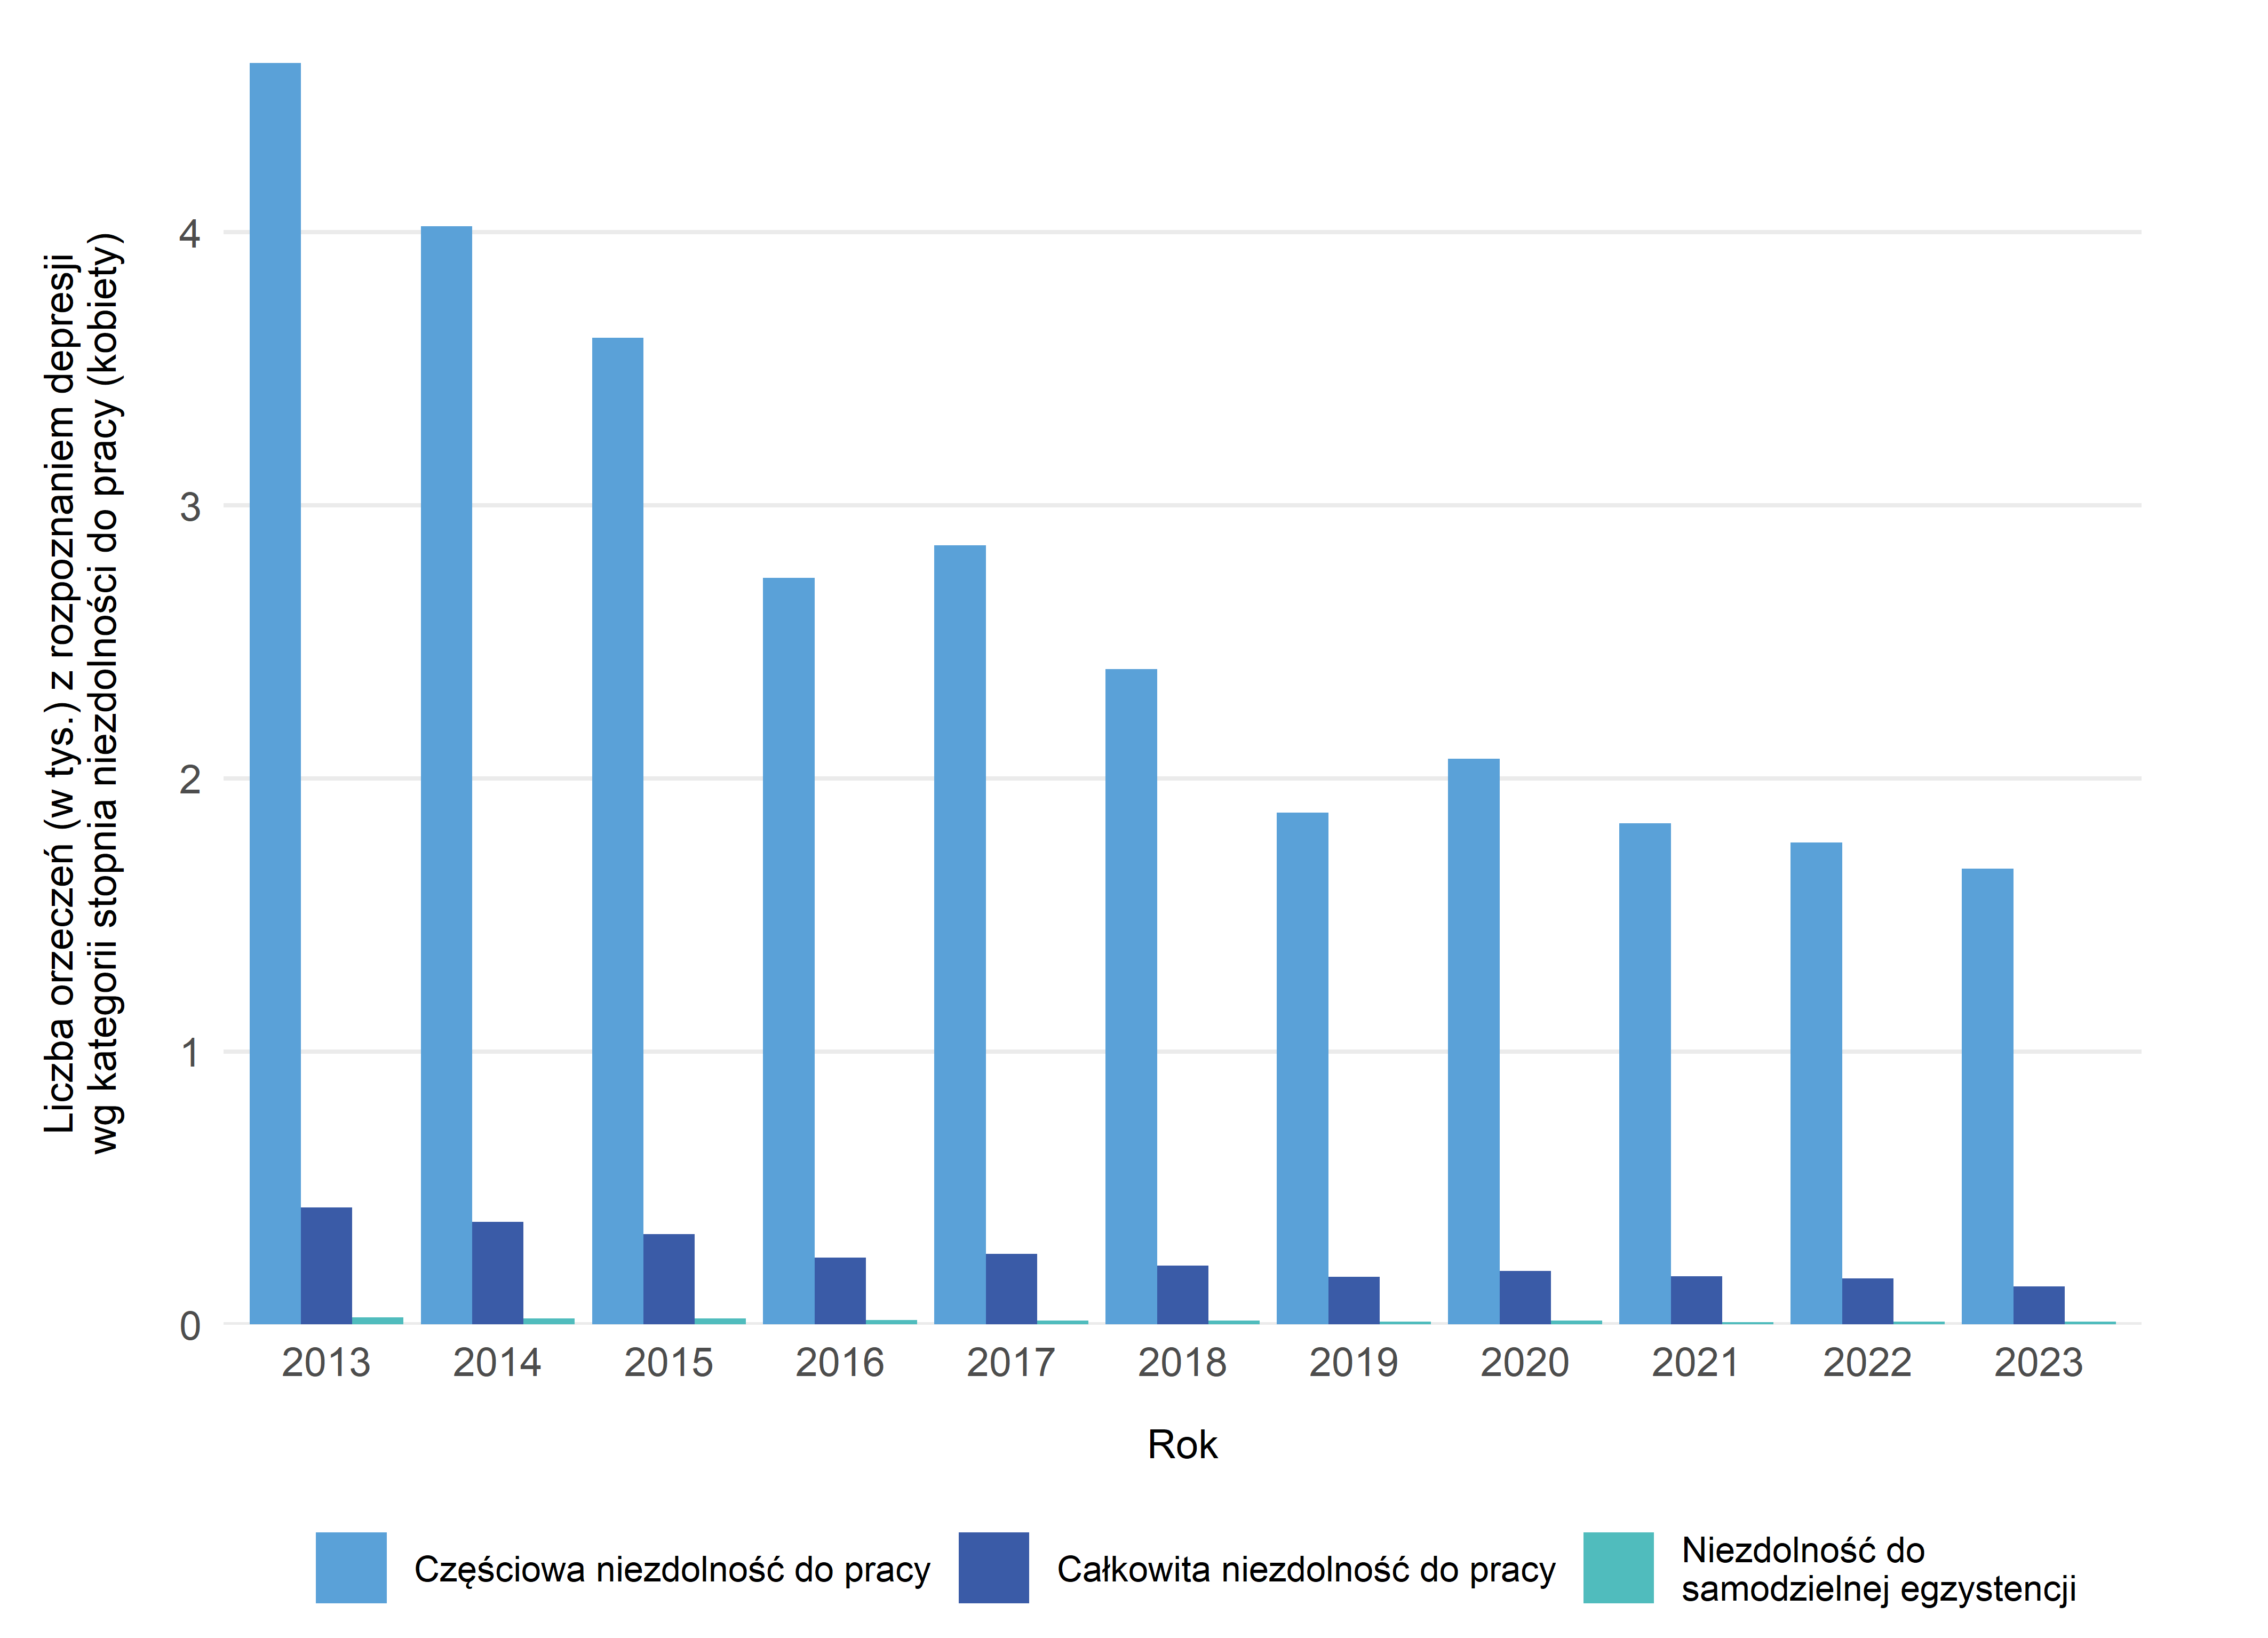 Liczba orzeczeń (w tys.) z rozpoznaniem depresji
wg kategorii stopnia niezdolności do pracy (kobiety)
4
3
2
1
0
2013 2014 2015 2016 2017 2018 2019 2020 2021 2022 2023
Rok
Częściowa niezdolność do pracy
Całkowita niezdolność do pracy
Niezdolność do
samodzielnej egzystencji